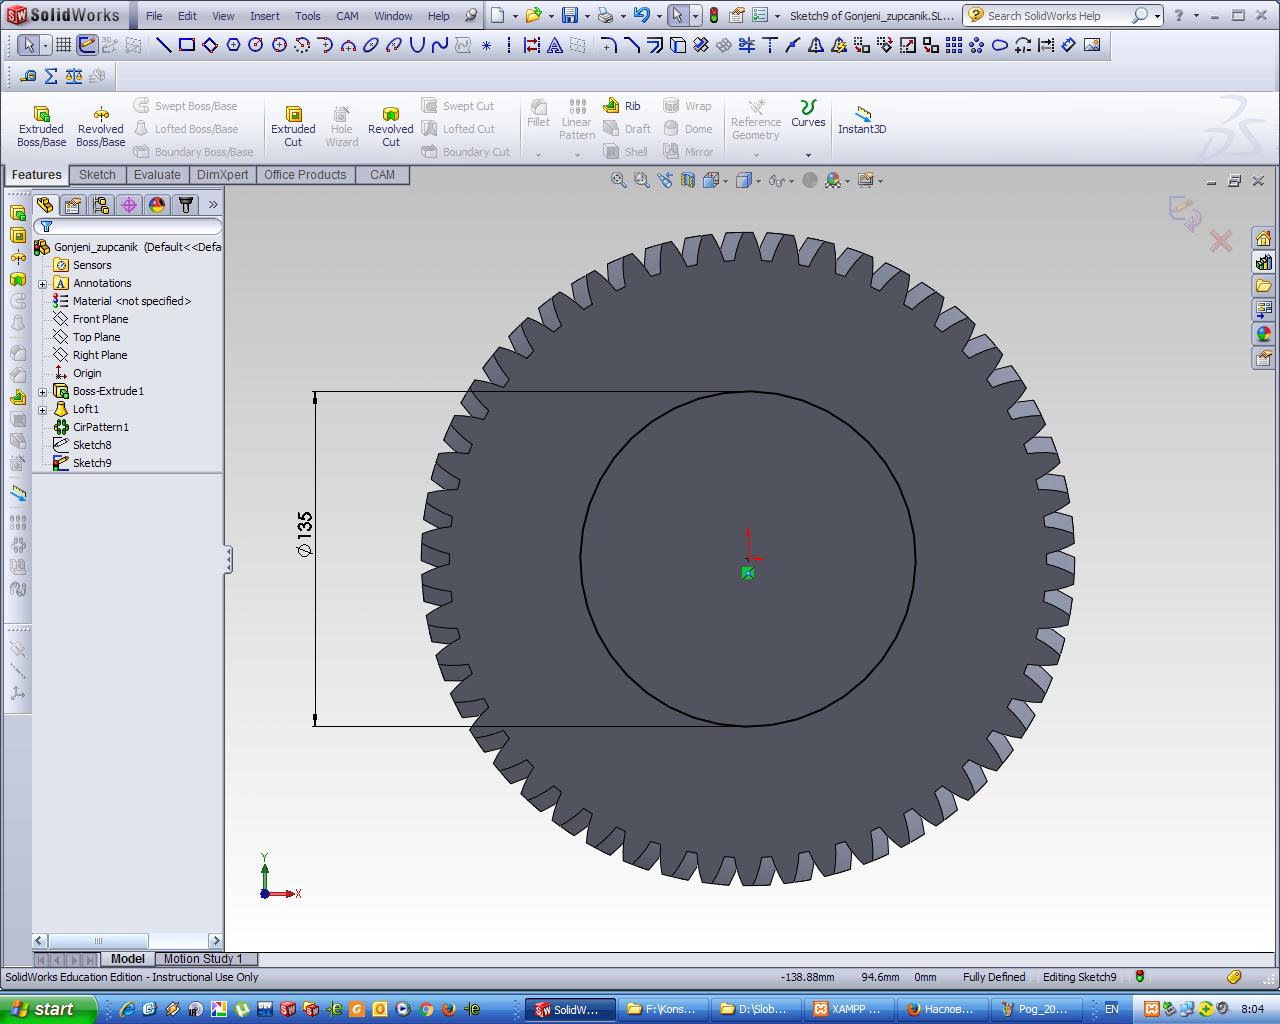 SolidWorks
File Edit View Insert Tools CAM Window Help
Sketch9 of Gonjeni_zupcanik.SL...
Search SolidWorks Help
Extruded Boss/Base
Revolved Boss/Base
Swept Boss/Base
Lofted Boss/Base
Boundary Boss/Base
Extruded Cut
Hole Wizard
Revolved Cut
Swept Cut
Lofted Cut
Boundary Cut
Fillet
Linear Pattern
Rib
Draft
Shell
Wrap
Dome
Mirror
Reference Geometry
Curves
Instant3D
Features Sketch Evaluate DimXpert Office Products CAM
Gonjeni_zupcanik (Default<<Defa
Sensors
Annotations
Material <not specified>
Front Plane
Top Plane
Right Plane
Origin
Boss-Extrude1
Loft1
CirPattern1
Sketch8
Sketch9
∅135
Y
X
Model Motion Study 1
SolidWorks Education Edition - Instructional Use Only
-138.88mm 94.6mm 0mm Fully Defined Editing Sketch9
start
SolidW...
F:\Kons...
D:\Slob...
XAMPP ...
Наслов...
Pog_20...
EN
8:04